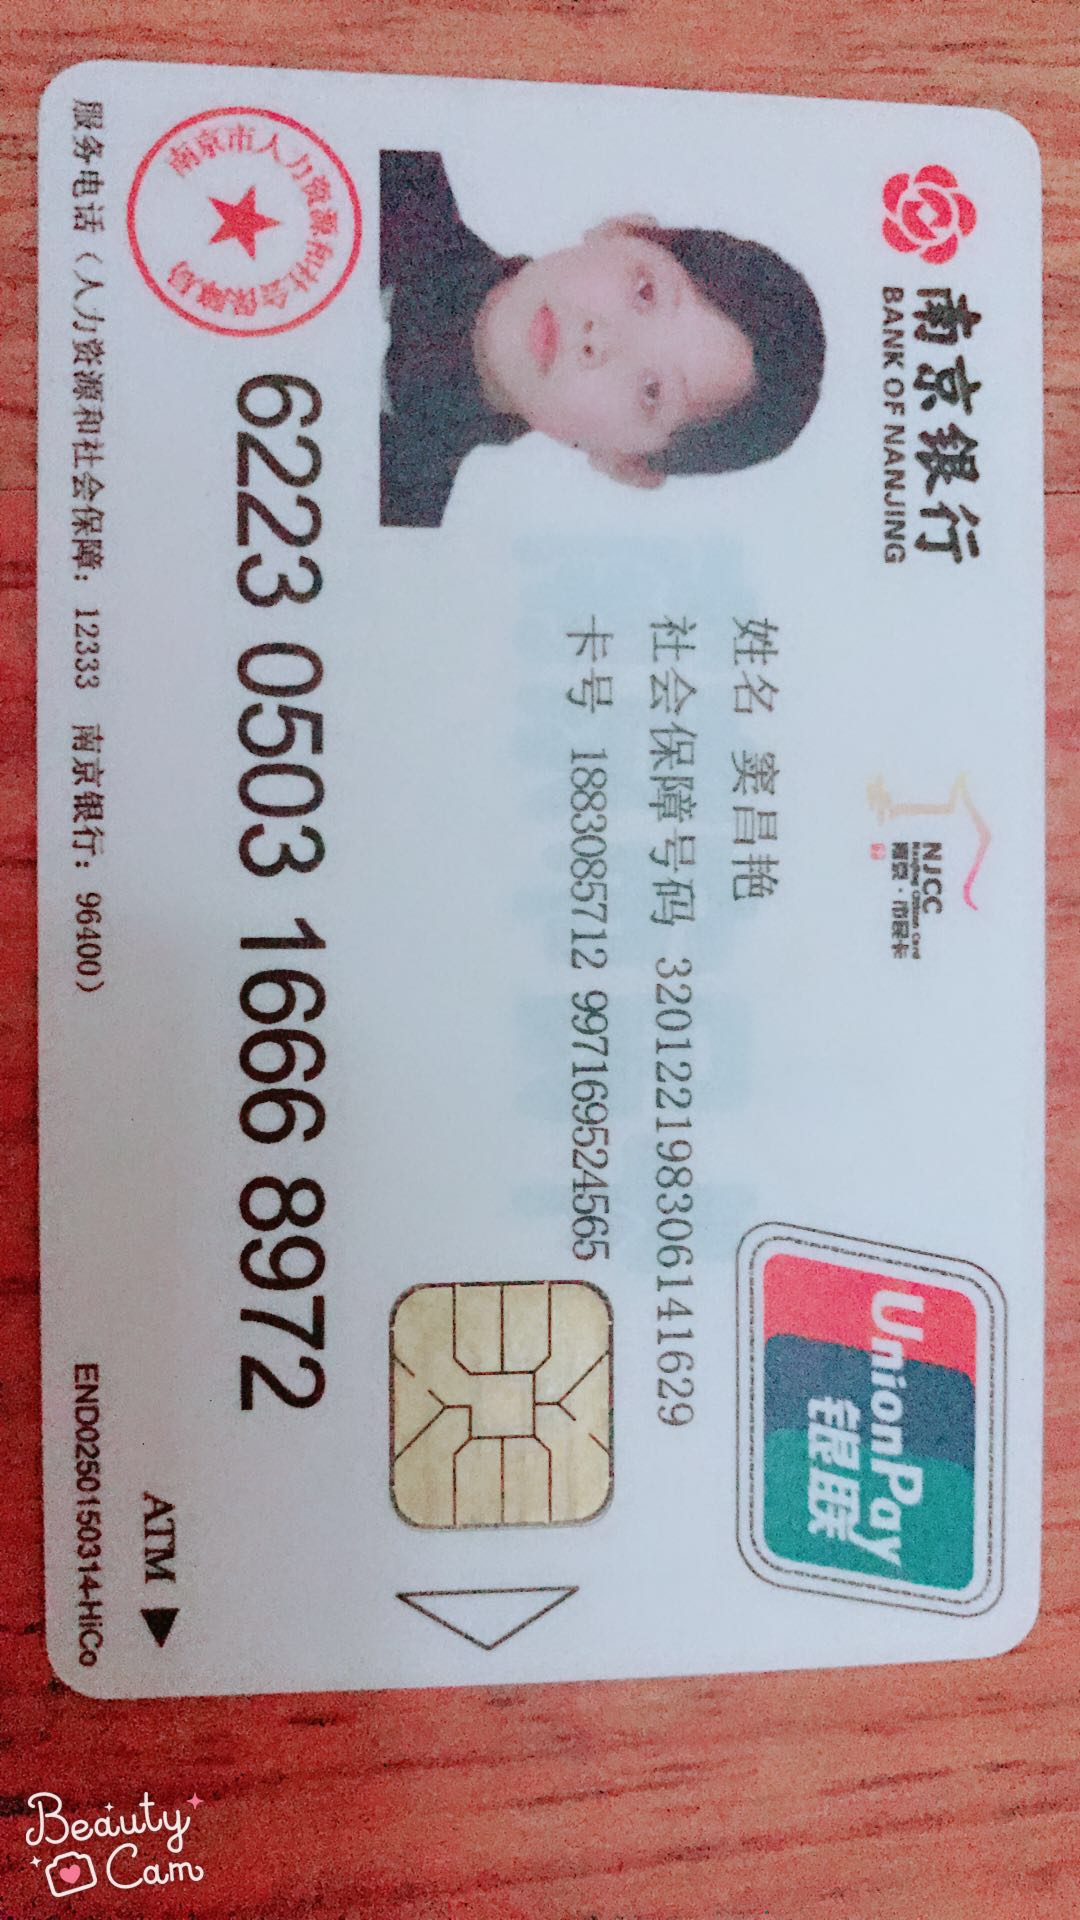 南京银行
BANK OF NANJING
NJCC
Nanjing Citizen Card
南京·市民卡
UnionPay
银联
姓名 窦昌艳
社会保障号码 320122198306141629
卡号 1883085712997169524565
南京市人力资源和社会保障局
6223 0503 1666 8972
ATM
服务电话（人力资源和社会保障：12333 南京银行：96400）
END0250150314-HiCo
Beauty
Cam